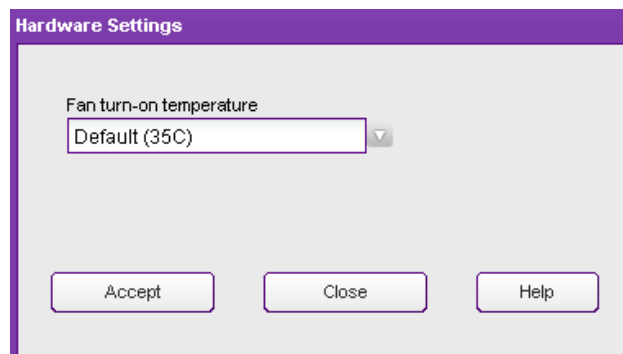 Hardware Settings
Fan turn-on temperature
Default (35C)
Accept Close Help